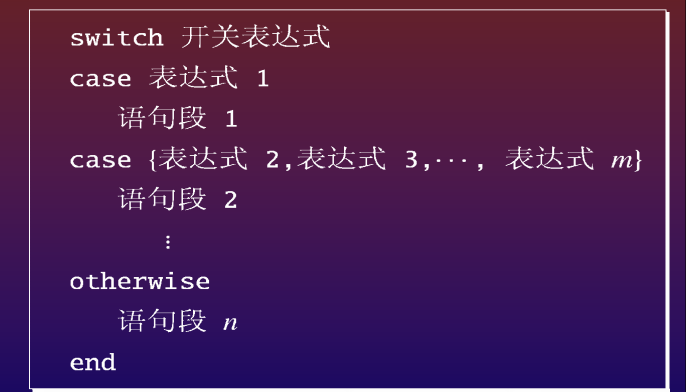 switch 开关表达式
case 表达式 1
语句段 1
case {表达式 2,表达式 3,⋯, 表达式 m}
语句段 2
⋮
otherwise
语句段 n
end